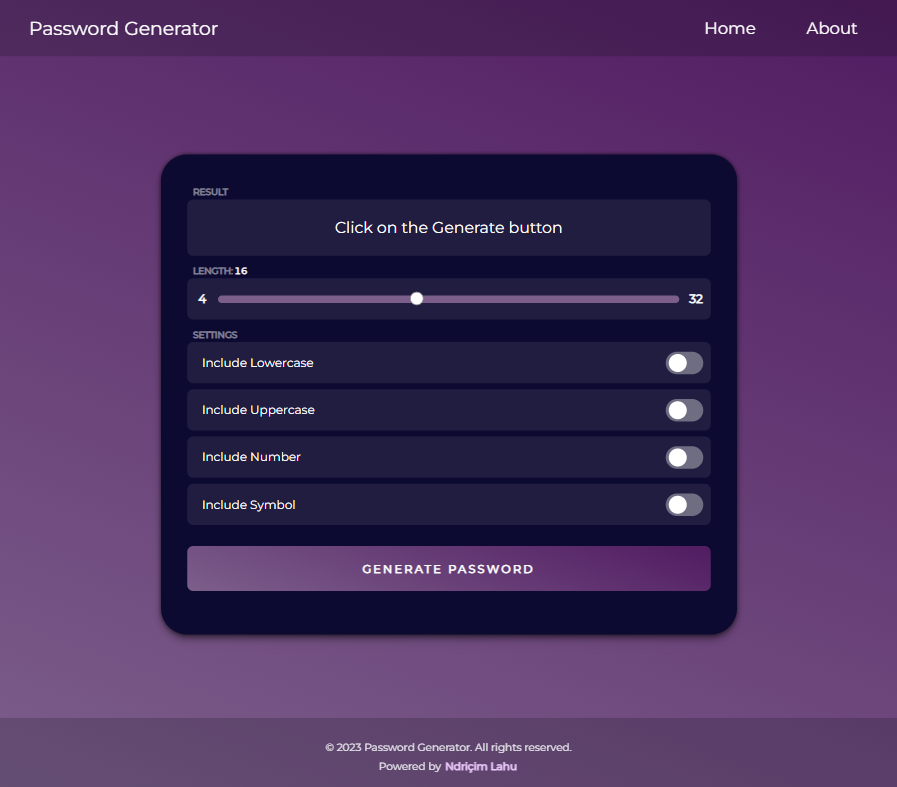 Password Generator Home About
RESULT
Click on the Generate button
LENGTH: 16
4 32
SETTINGS
Include Lowercase
Include Uppercase
Include Number
Include Symbol
GENERATE PASSWORD
© 2023 Password Generator. All rights reserved.
Powered by Ndriçim Lahu